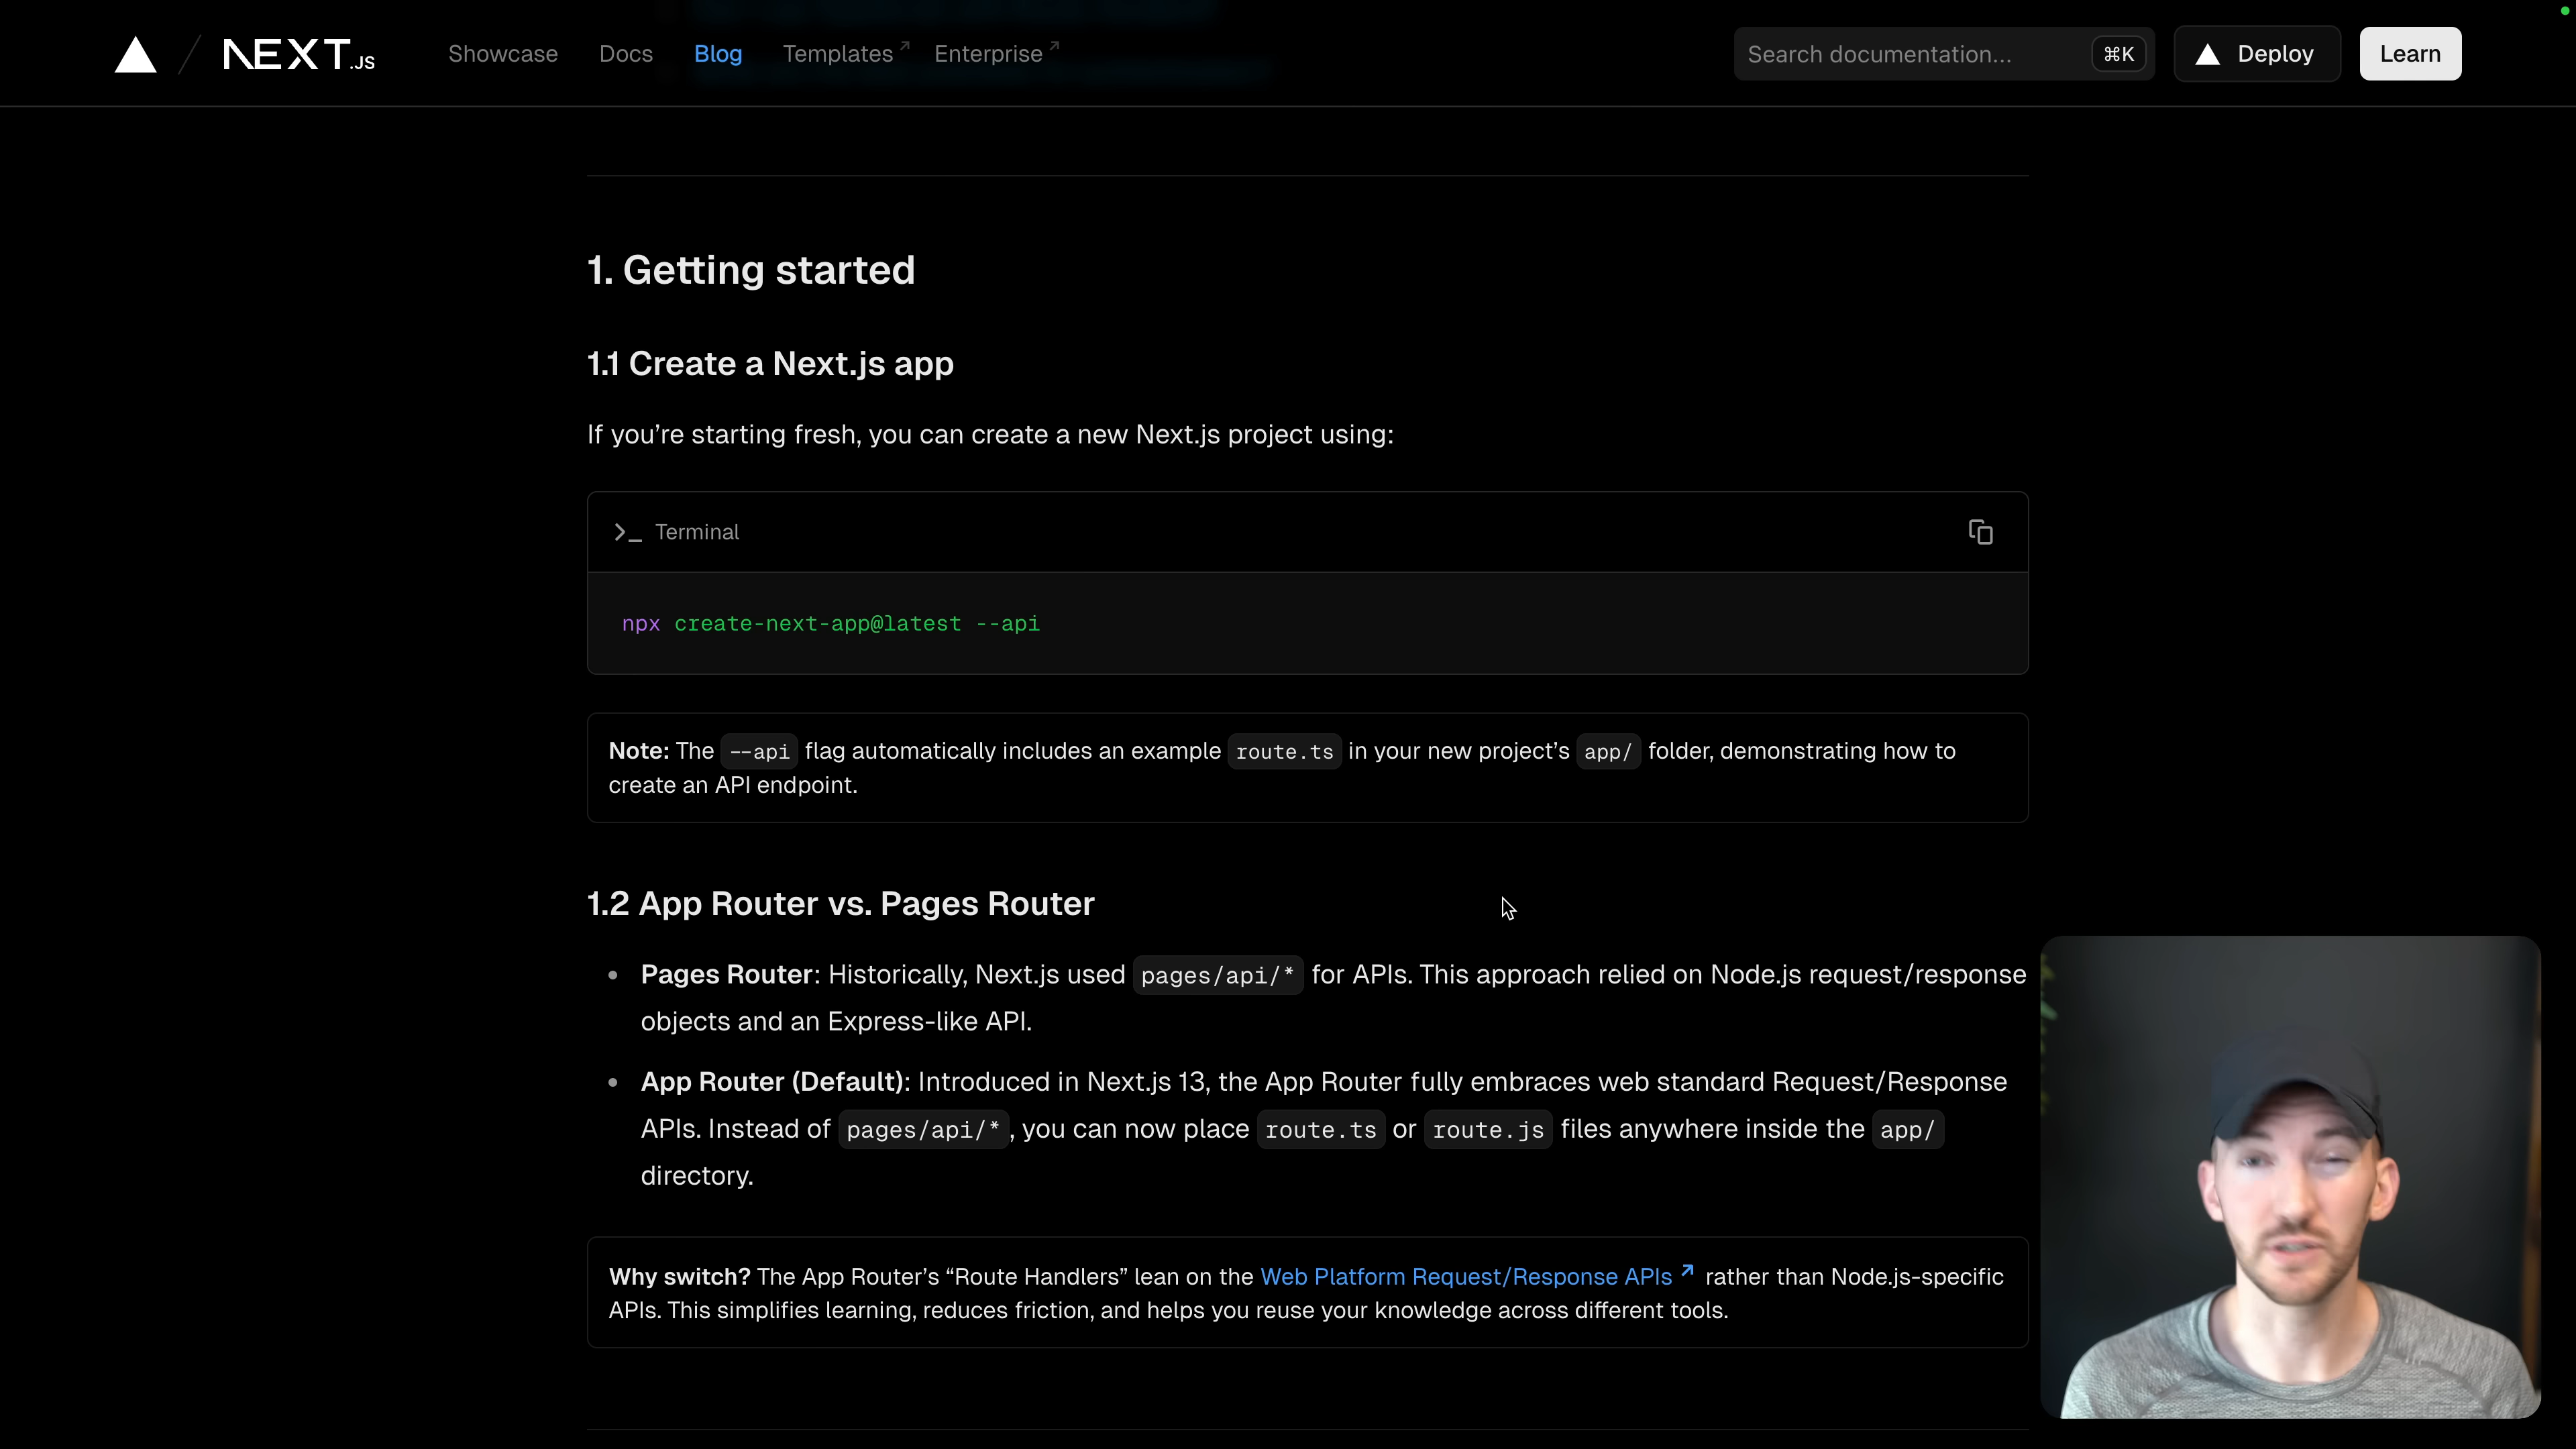 NEXT.JS
Showcase
Docs
Blog
Templates
Enterprise
Search documentation...
⌘K
Deploy
Learn
1. Getting started
1.1 Create a Next.js app
If you’re starting fresh, you can create a new Next.js project using:
Terminal
npx create-next-app@latest --api
Note: The --api flag automatically includes an example route.ts in your new project’s app/ folder, demonstrating how to
create an API endpoint.
1.2 App Router vs. Pages Router
Pages Router: Historically, Next.js used pages/api/* for APIs. This approach relied on Node.js request/response
objects and an Express-like API.
App Router (Default): Introduced in Next.js 13, the App Router fully embraces web standard Request/Response
APIs. Instead of pages/api/*, you can now place route.ts or route.js files anywhere inside the app/
directory.
Why switch? The App Router’s “Route Handlers” lean on the Web Platform Request/Response APIs rather than Node.js-specific
APIs. This simplifies learning, reduces friction, and helps you reuse your knowledge across different tools.